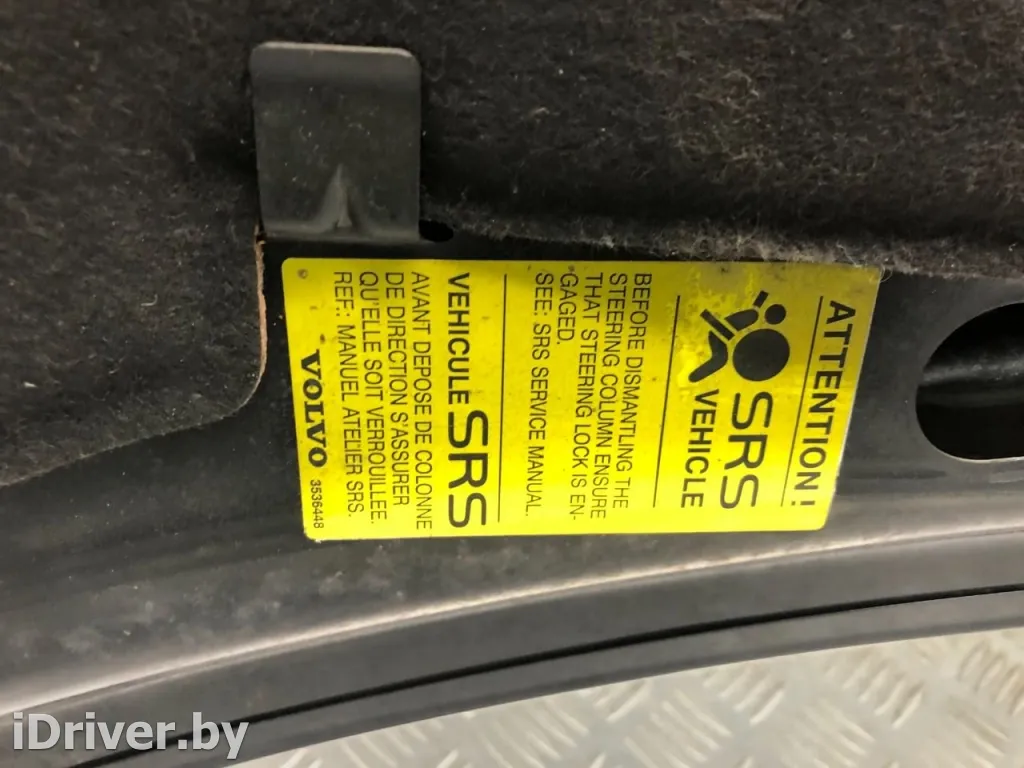 ATTENTION!
SRS
VEHICLE
BEFORE DISMANTLING THE
STEERING COLUMN ENSURE
THAT STEERING LOCK IS EN-
GAGED.
SEE: SRS SERVICE MANUAL.
VEHICULE SRS
AVANT DEPOSE DE COLONNE
DE DIRECTION S'ASSURER
QU'ELLE SOIT VERROUILLEE.
REF.: MANUEL ATELIER SRS.
VOLVO 3536448
iDriver.by